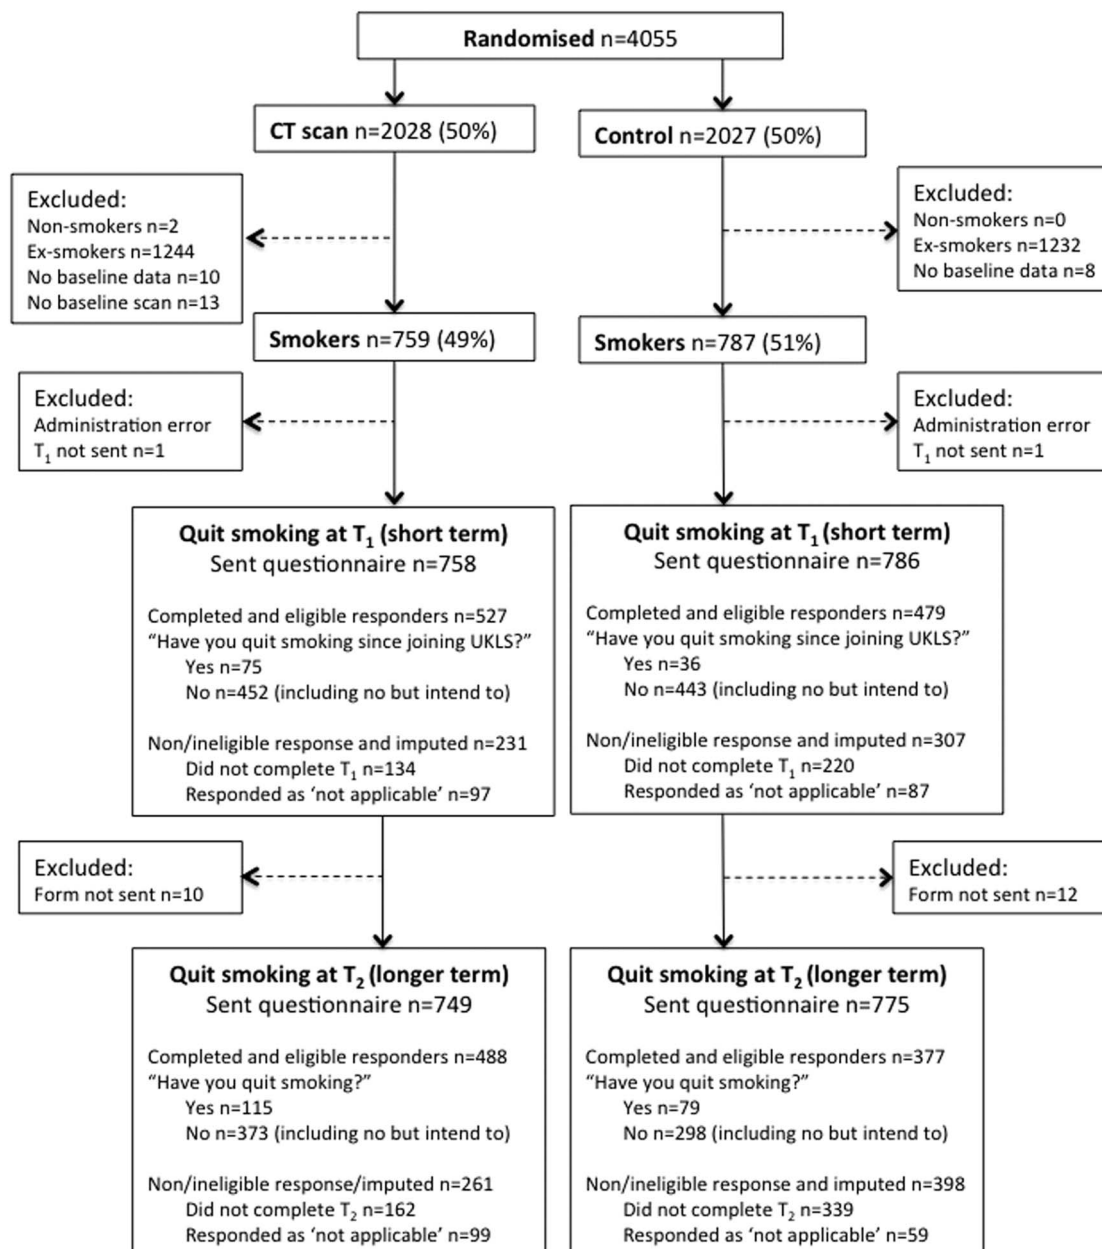 Randomised n=4055
CT scan n=2028 (50%)
Control n=2027 (50%)
Excluded:
Non-smokers n=2
Ex-smokers n=1244
No baseline data n=10
No baseline scan n=13
Excluded:
Non-smokers n=0
Ex-smokers n=1232
No baseline data n=8
Smokers n=759 (49%)
Smokers n=787 (51%)
Excluded:
Administration error
T1 not sent n=1
Excluded:
Administration error
T1 not sent n=1
Quit smoking at T1 (short term)
Sent questionnaire n=758
Completed and eligible responders n=527
“Have you quit smoking since joining UKLS?”
Yes n=75
No n=452 (including no but intend to)
Non/ineligible response and imputed n=231
Did not complete T1 n=134
Responded as ‘not applicable’ n=97
Quit smoking at T1 (short term)
Sent questionnaire n=786
Completed and eligible responders n=479
“Have you quit smoking since joining UKLS?”
Yes n=36
No n=443 (including no but intend to)
Non/ineligible response and imputed n=307
Did not complete T1 n=220
Responded as ‘not applicable’ n=87
Excluded:
Form not sent n=10
Excluded:
Form not sent n=12
Quit smoking at T2 (longer term)
Sent questionnaire n=749
Completed and eligible responders n=488
“Have you quit smoking?”
Yes n=115
No n=373 (including no but intend to)
Non/ineligible response/imputed n=261
Did not complete T2 n=162
Responded as ‘not applicable’ n=99
Quit smoking at T2 (longer term)
Sent questionnaire n=775
Completed and eligible responders n=377
“Have you quit smoking?”
Yes n=79
No n=298 (including no but intend to)
Non/ineligible response and imputed n=398
Did not complete T2 n=339
Responded as ‘not applicable’ n=59